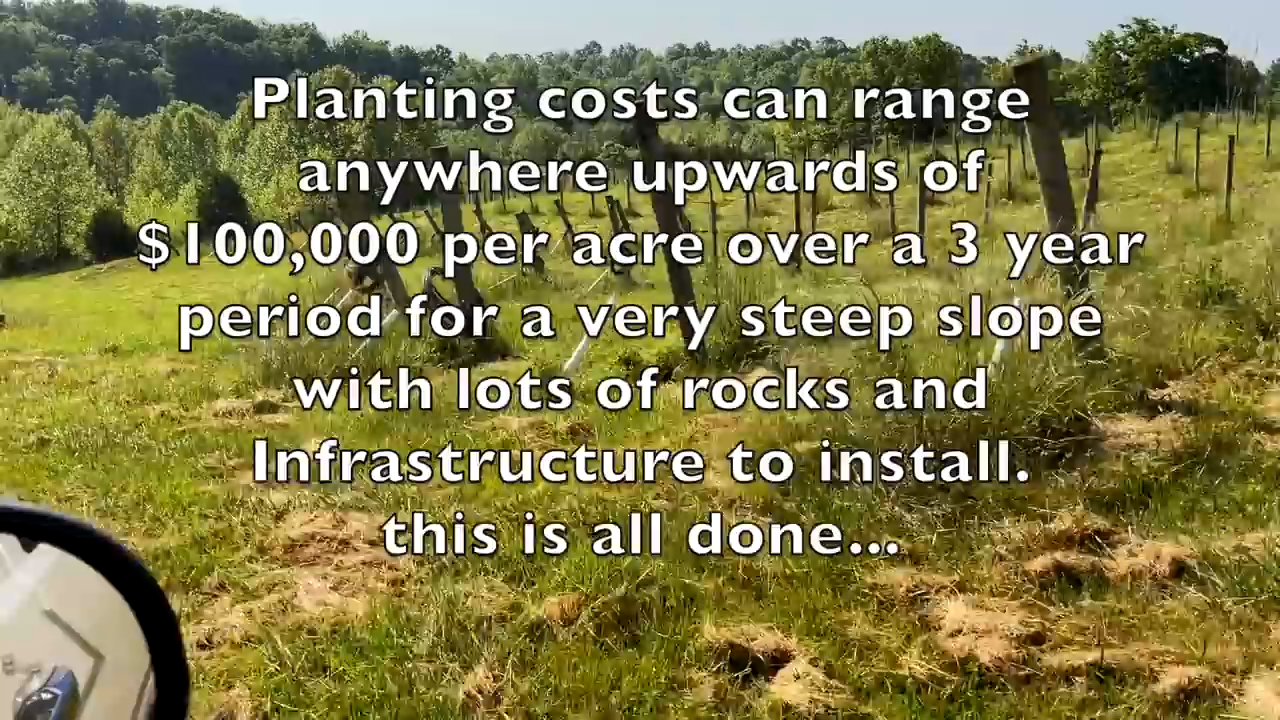 Planting costs can range
anywhere upwards of
$100,000 per acre over a 3 year
period for a very steep slope
with lots of rocks and
Infrastructure to install.
this is all done...